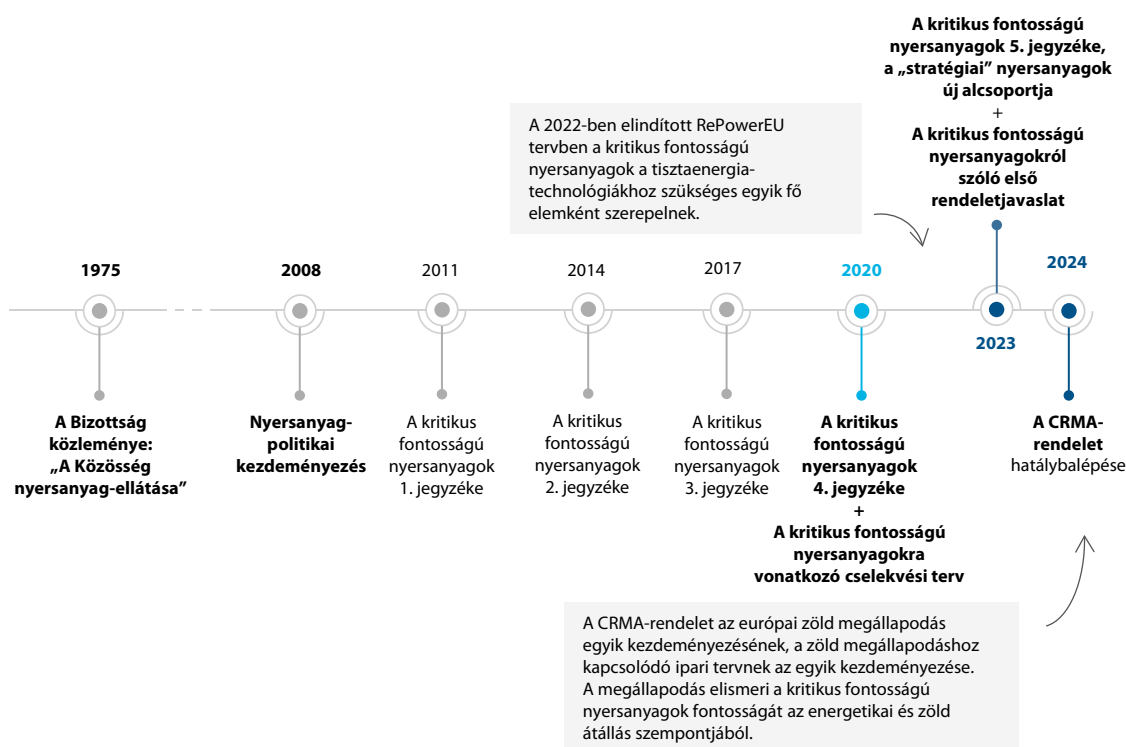 A kritikus fontosságú
nyersanyagok 5. jegyzéke,
a „stratégiai” nyersanyagok
új alcsoportja
+
A kritikus fontosságú
nyersanyagokról
szóló első
rendeletjavaslat
A 2022-ben elindított RePowerEU
tervben a kritikus fontosságú
nyersanyagok a tisztaenergia-
technológiákhoz szükséges egyik fő
elemként szerepelnek.
1975
2008
2011
2014
2017
2020
2023
2024
A Bizottság
közleménye:
„A Közösség
nyersanyag-ellátása”
Nyersanyag-
politikai
kezdeményezés
A kritikus
fontosságú
nyersanyagok
1. jegyzéke
A kritikus
fontosságú
nyersanyagok
2. jegyzéke
A kritikus
fontosságú
nyersanyagok
3. jegyzéke
A kritikus
fontosságú
nyersanyagok
4. jegyzéke
+
A kritikus fontosságú
nyersanyagokra
vonatkozó cselekvési terv
A CRMA-
rendelet
hatálybalépése
A CRMA-rendelet az európai zöld megállapodás
egyik kezdeményezésének, a zöld megállapodáshoz
kapcsolódó ipari tervnek az egyik kezdeményezése.
A megállapodás elismeri a kritikus fontosságú
nyersanyagok fontosságát az energetikai és zöld
átállás szempontjából.